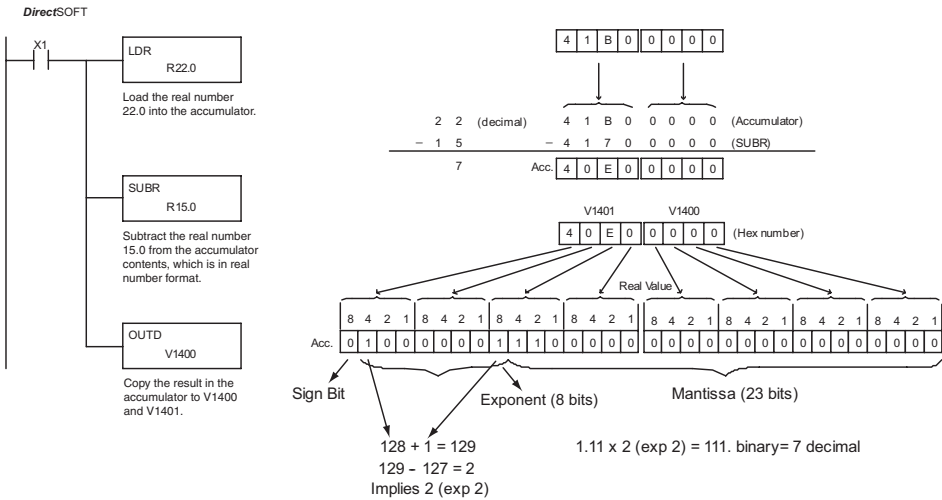 DirectSOFT
X1
LDR
R22.0
Load the real number
22.0 into the accumulator.
SUBR
R15.0
Subtract the real number
15.0 from the accumulator
contents, which is in real
number format.
OUTD
V1400
Copy the result in the
accumulator to V1400
and V1401.
4 1 B 0 0 0 0 0
2 2 (decimal) 4 1 B 0 0 0 0 0 (Accumulator)
− 1 5 − 4 1 7 0 0 0 0 0 (SUBR)
7 Acc. 4 0 E 0 0 0 0 0
V1401 V1400
4 0 E 0 0 0 0 0 (Hex number)
Real Value
8 4 2 1 8 4 2 1 8 4 2 1 8 4 2 1 8 4 2 1 8 4 2 1 8 4 2 1 8 4 2 1
Acc. 0 1 0 0 0 0 0 0 1 1 1 0 0 0 0 0 0 0 0 0 0 0 0 0 0 0 0 0 0 0 0 0
Sign Bit Exponent (8 bits) Mantissa (23 bits)
128 + 1 = 129 1.11 x 2 (exp 2) = 111. binary= 7 decimal
129 - 127 = 2
Implies 2 (exp 2)